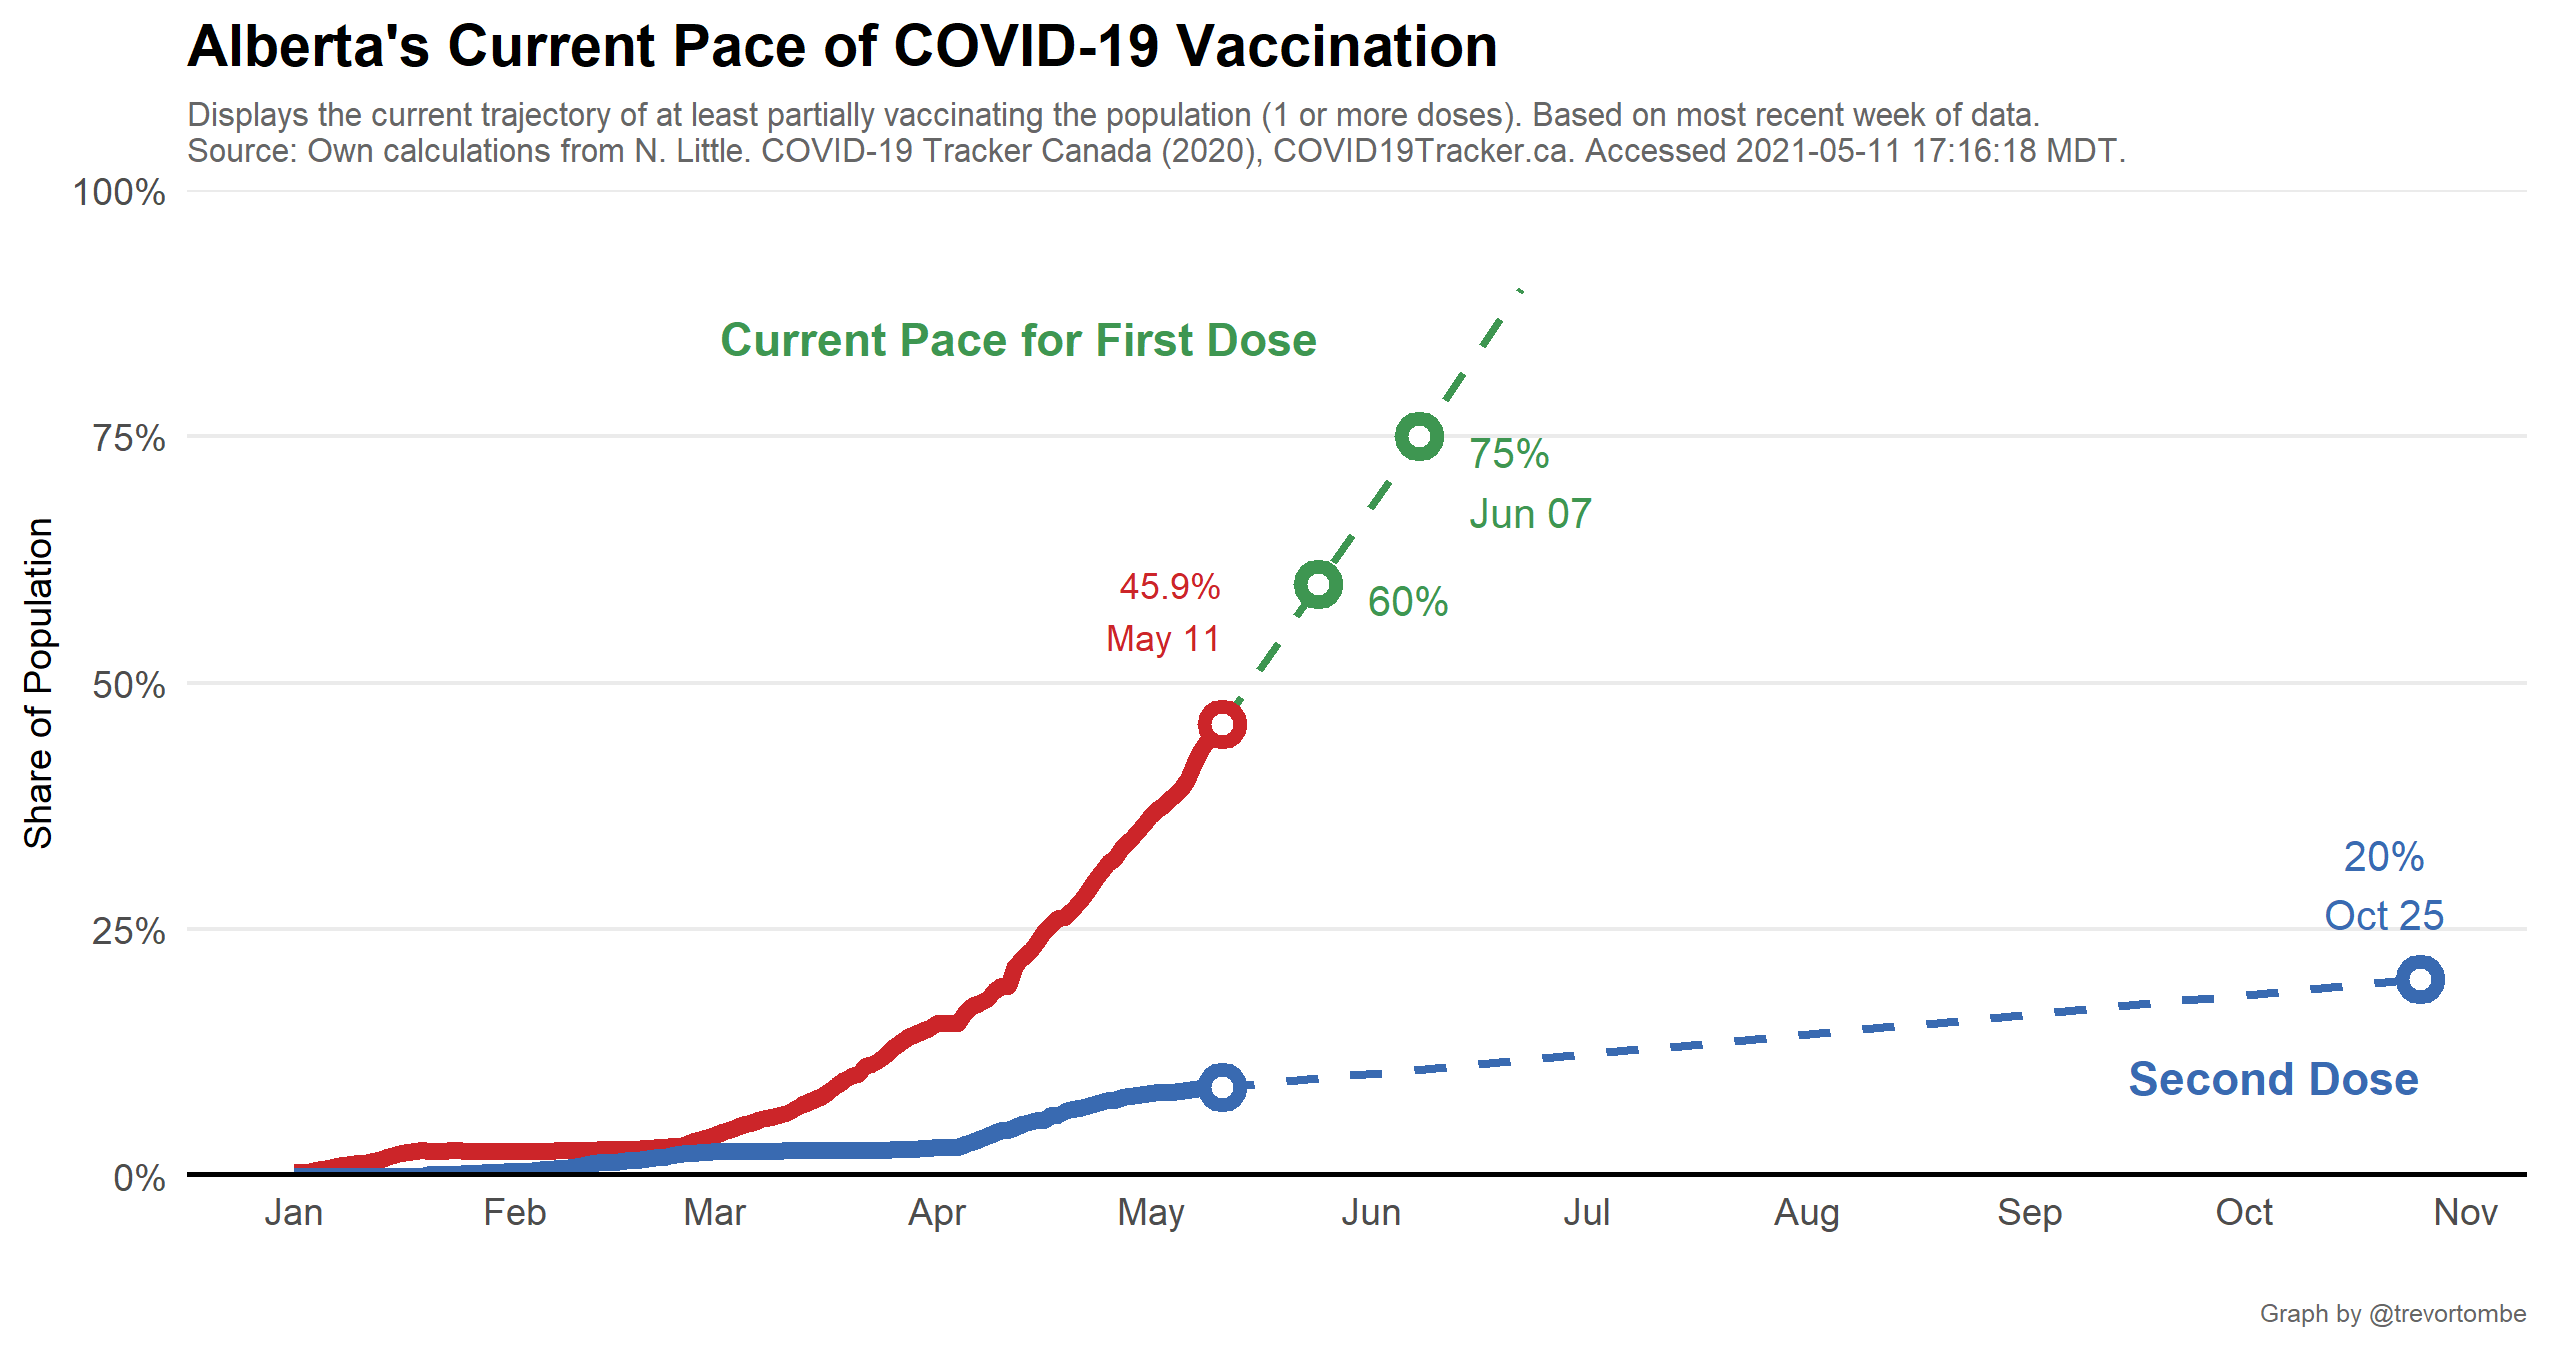 Alberta's Current Pace of COVID-19 Vaccination
Displays the current trajectory of at least partially vaccinating the population (1 or more doses). Based on most recent week of data.
Source: Own calculations from N. Little. COVID-19 Tracker Canada (2020), COVID19Tracker.ca. Accessed 2021-05-11 17:16:18 MDT.
100%
75%
50%
25%
0%
Share of Population
Current Pace for First Dose
75%
Jun 07
60%
45.9%
May 11
20%
Oct 25
Second Dose
Jan Feb Mar Apr May Jun Jul Aug Sep Oct Nov
Graph by @trevortombe